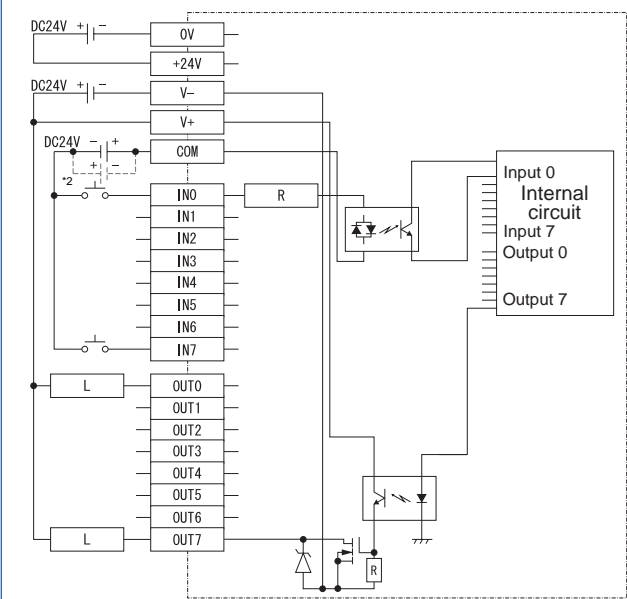 DC24V + −
0V
+24V
DC24V + −
V-
V+
DC24V − +
COM
+ −
*2
IN0
R
IN1
IN2
IN3
IN4
IN5
IN6
IN7
Input 0
Internal
circuit
Input 7
Output 0
Output 7
L
OUT0
OUT1
OUT2
OUT3
OUT4
OUT5
OUT6
L
OUT7
R